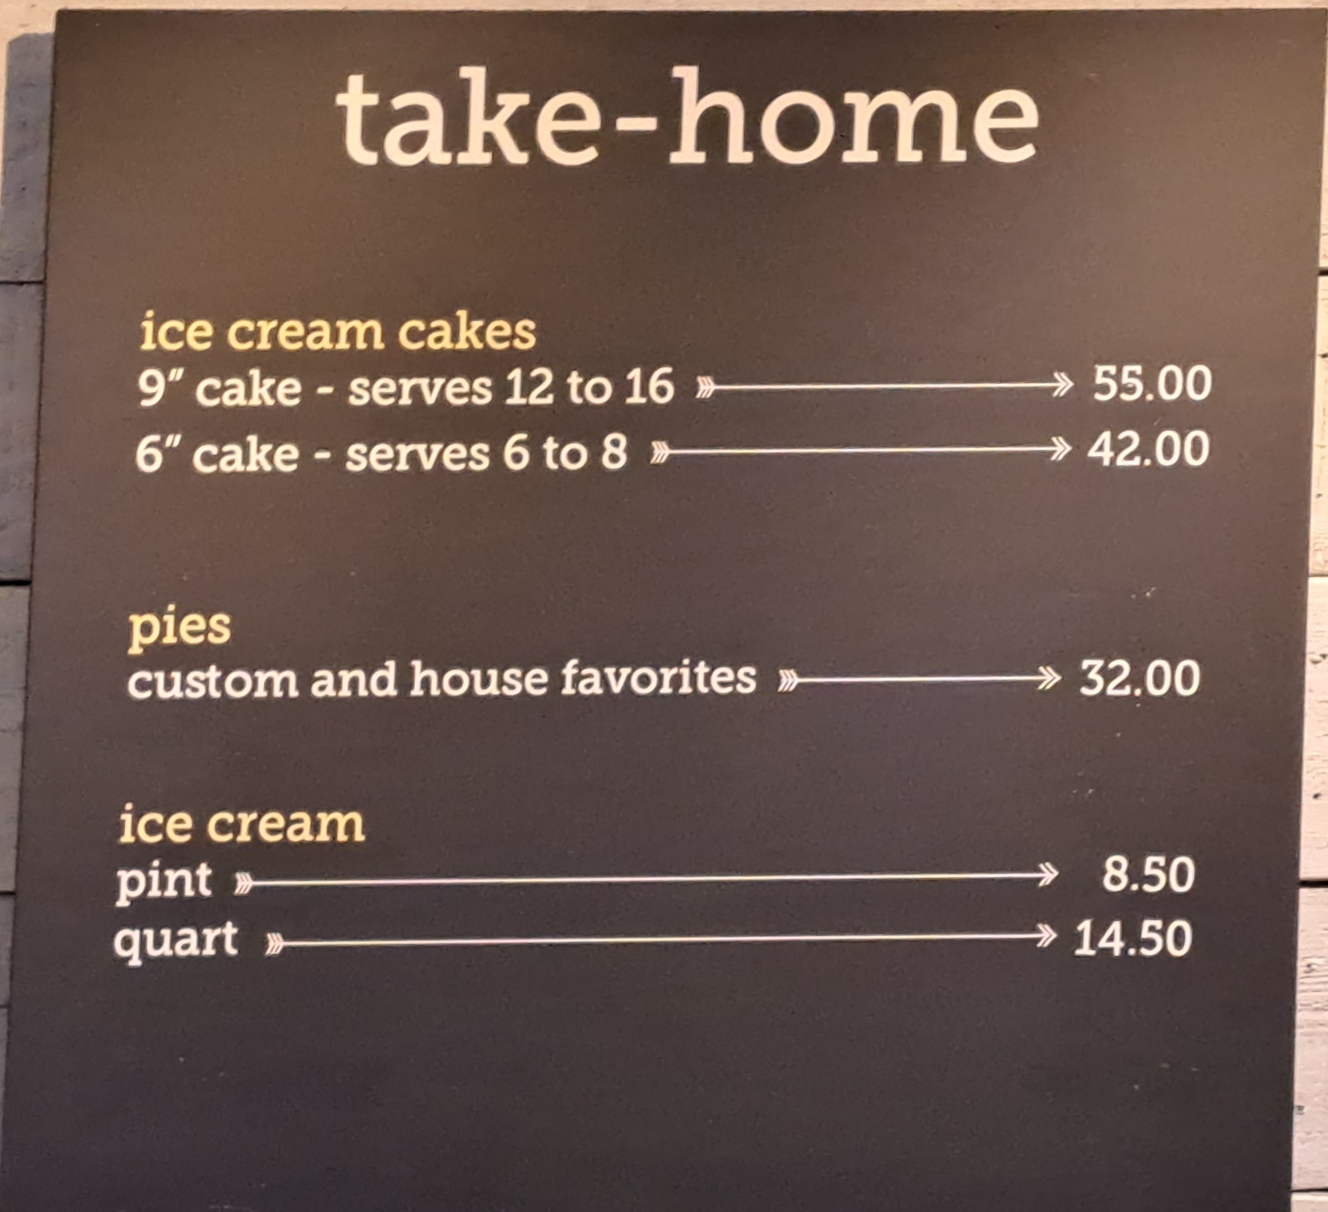 take-home
ice cream cakes
9" cake - serves 12 to 16 55.00
6" cake - serves 6 to 8 42.00
pies
custom and house favorites 32.00
ice cream
pint 8.50
quart 14.50